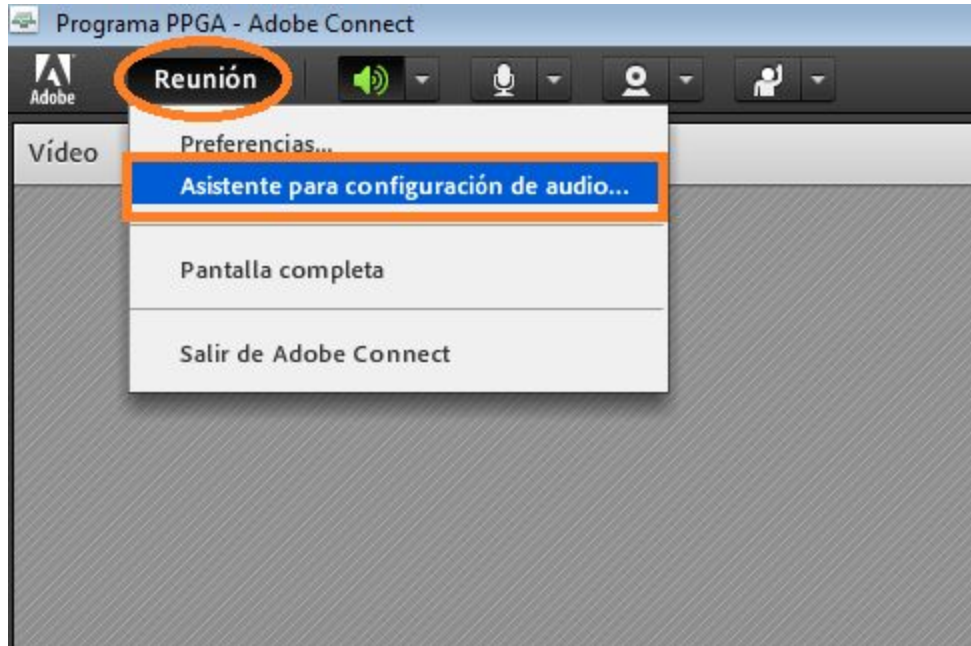 Programa PPGA - Adobe Connect
Adobe
Reunión
Vídeo
Preferencias...
Asistente para configuración de audio...
Pantalla completa
Salir de Adobe Connect